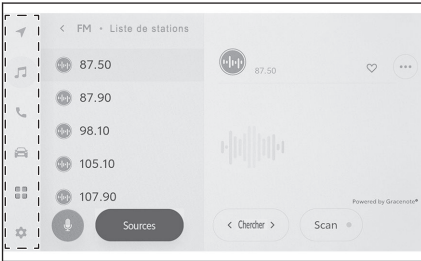 FM • Liste de stations
87.50
87.90
98.10
105.10
107.90
Sources
87.50
Powered by Gracenote®
< Chercher >
Scan